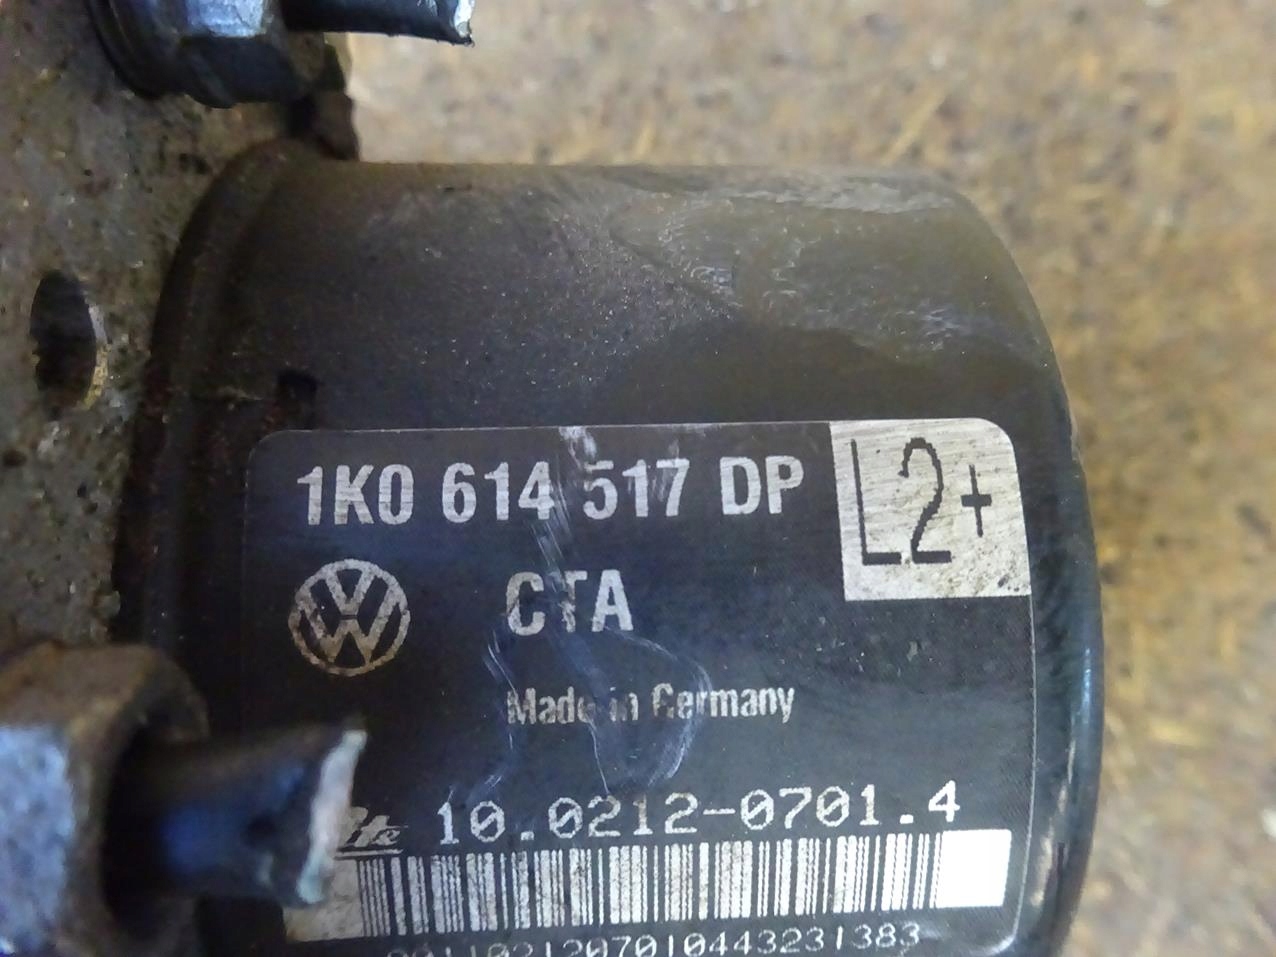 1K0 614 517 DP
L2+
CTA
Made in Germany
10.0212-0701.4